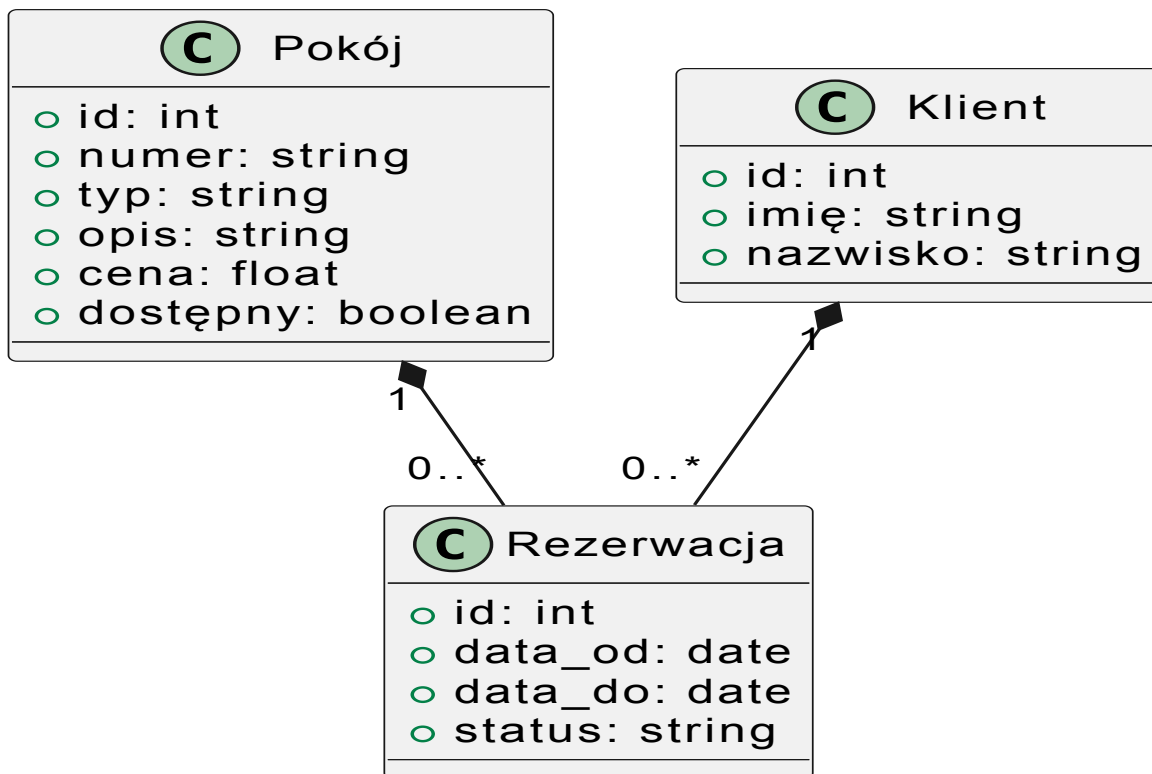 C Pokój
id: int
numer: string
typ: string
opis: string
cena: float
dostępny: boolean
C Klient
id: int
imię: string
nazwisko: string
1
1
0..*
0..*
C Rezerwacja
id: int
data_od: date
data_do: date
status: string